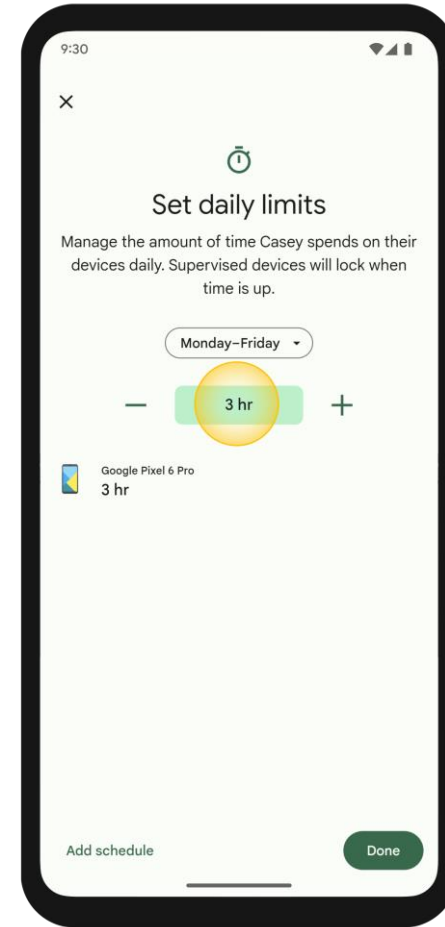 9:30
Set daily limits
Manage the amount of time Casey spends on their
devices daily. Supervised devices will lock when
time is up.
Monday–Friday
3 hr
Google Pixel 6 Pro
3 hr
Add schedule
Done